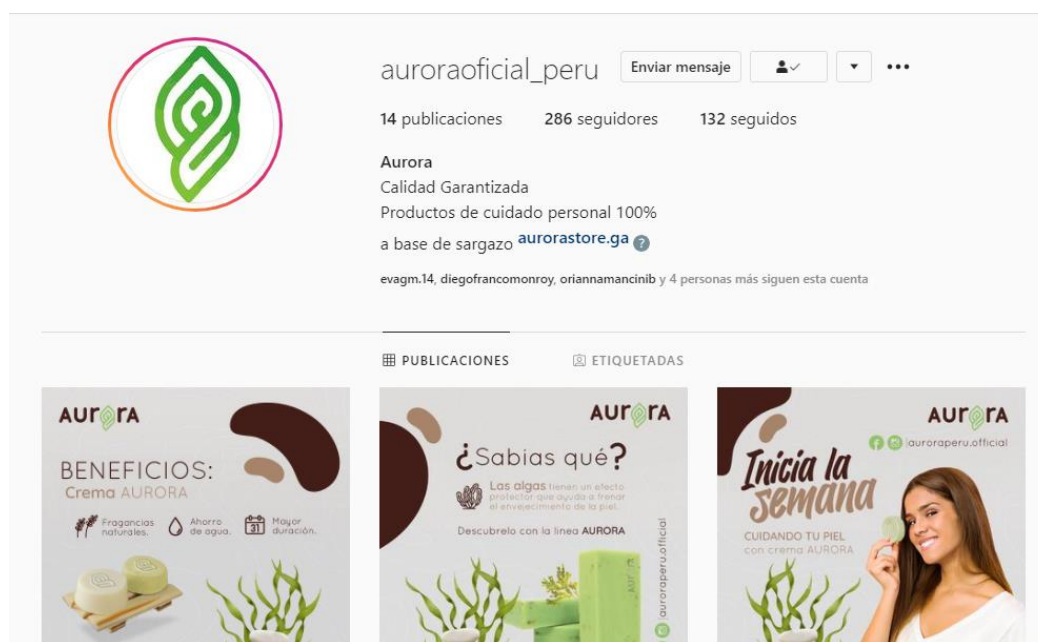 auroraoficial_peru Enviar mensaje
14 publicaciones 286 seguidores 132 seguidos
Aurora
Calidad Garantizada
Productos de cuidado personal 100%
a base de sargazo aurorastore.ga ?
evagm.14, diegofrancomonroy, oriannamancinib y 4 personas más siguen esta cuenta
PUBLICACIONES ETIQUETADAS
AURORA
BENEFICIOS:
Crema AURORA
Fragancias
naturales.
Ahorro
de agua.
31
Mayor
duración.
AURORA
¿Sabias qué?
Las algas tienen un efecto
protector que ayuda a frenar
el envejecimiento de la piel.
Descubrelo con la linea AURORA
auroraperu.official
AURORA
auroraperu.official
Inicia la
semana
CUIDANDO TU PIEL
con crema AURORA